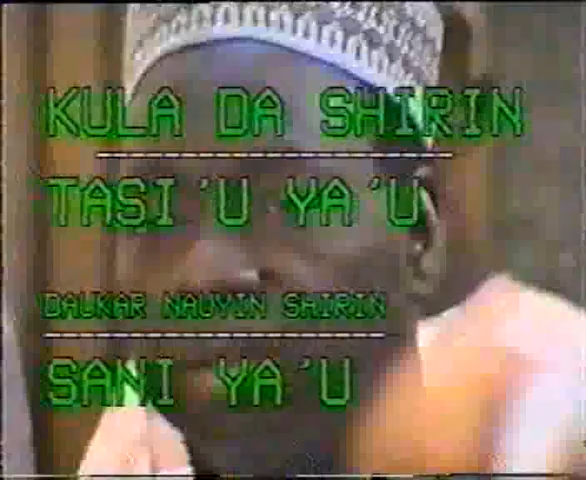 KULA DA SHIRIN
TASI'U YA'U
DAUKAR NAUYIN SHIRIN
SANI YA'U